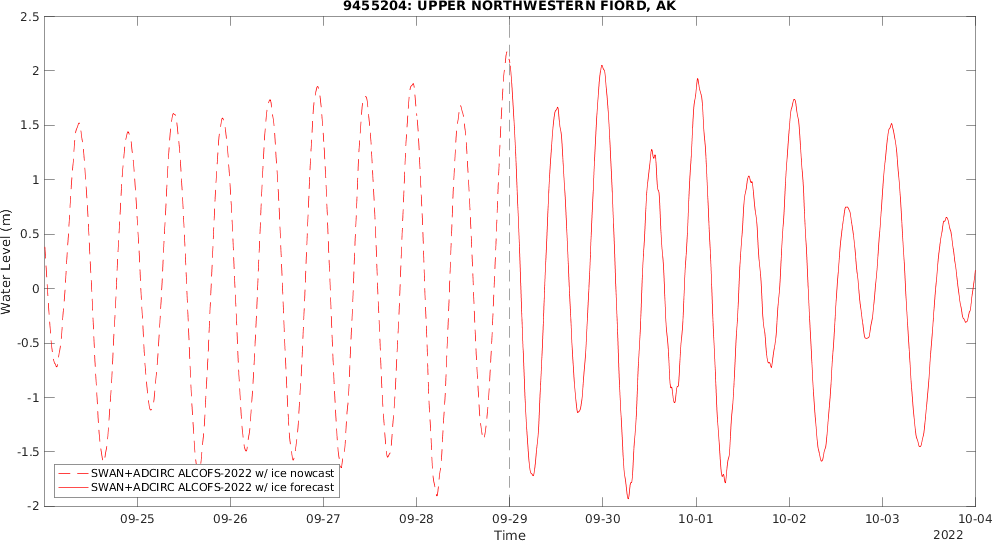 9455204: UPPER NORTHWESTERN FIORD, AK
2.5
2
1.5
1
0.5
0
-0.5
-1
-1.5
-2
Water Level (m)
SWAN+ADCIRC ALCOFS-2022 w/ ice nowcast
SWAN+ADCIRC ALCOFS-2022 w/ ice forecast
09-25 09-26 09-27 09-28 09-29 09-30 10-01 10-02 10-03 10-04
Time
2022